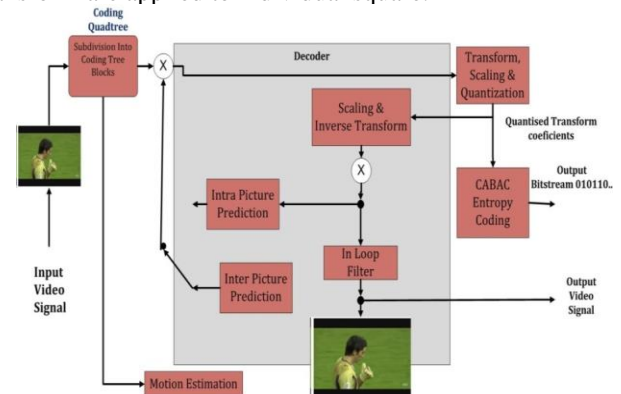 Coding
Quadtree
Subdivision Into
Coding Tree
Blocks
X
Decoder
Transform,
Scaling &
Quantization
Scaling &
Inverse Transform
Quantised Transform
coeficients
X
CABAC
Entropy
Coding
Output
Bitstream 010110..
Intra Picture
Prediction
In Loop
Filter
Inter Picture
Prediction
Input
Video
Signal
Output
Video
Signal
Motion Estimation